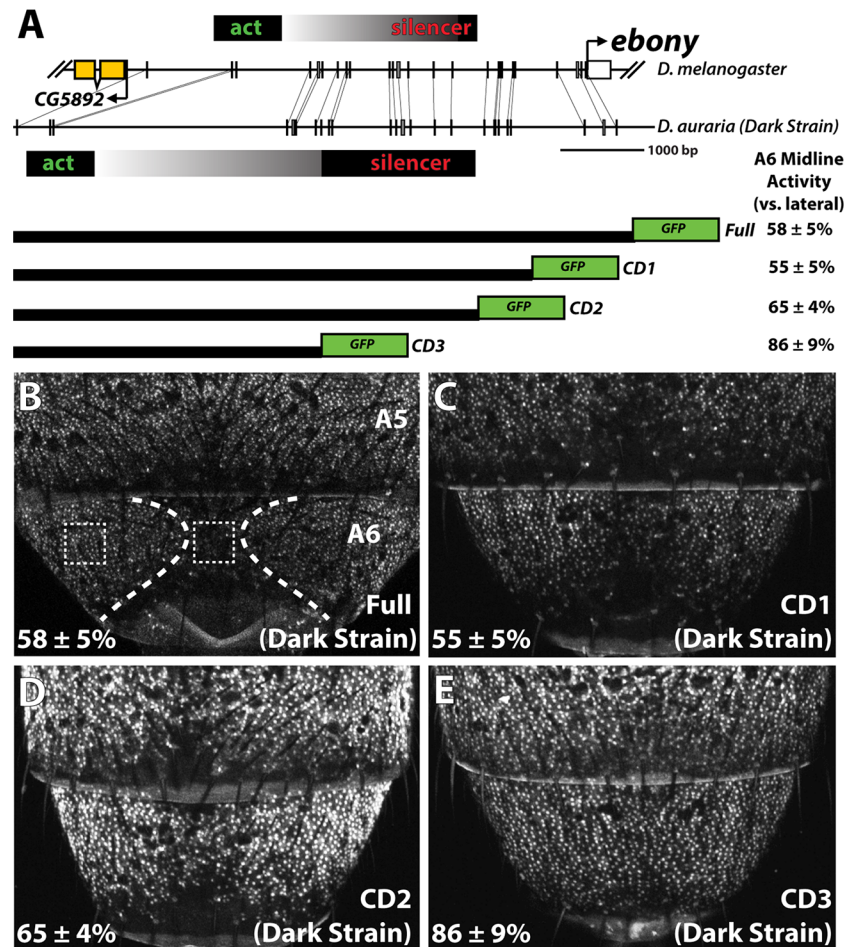 A
act
silencer
ebony
D. melanogaster
CG5892
D. auraria (Dark Strain)
1000 bp
act
silencer
A6 Midline
Activity
(vs. lateral)
GFP Full 58 ± 5%
GFP CD1 55 ± 5%
GFP CD2 65 ± 4%
GFP CD3 86 ± 9%
B
A5
A6
Full
58 ± 5% (Dark Strain)
C
CD1
55 ± 5% (Dark Strain)
D
CD2
65 ± 4% (Dark Strain)
E
CD3
86 ± 9% (Dark Strain)